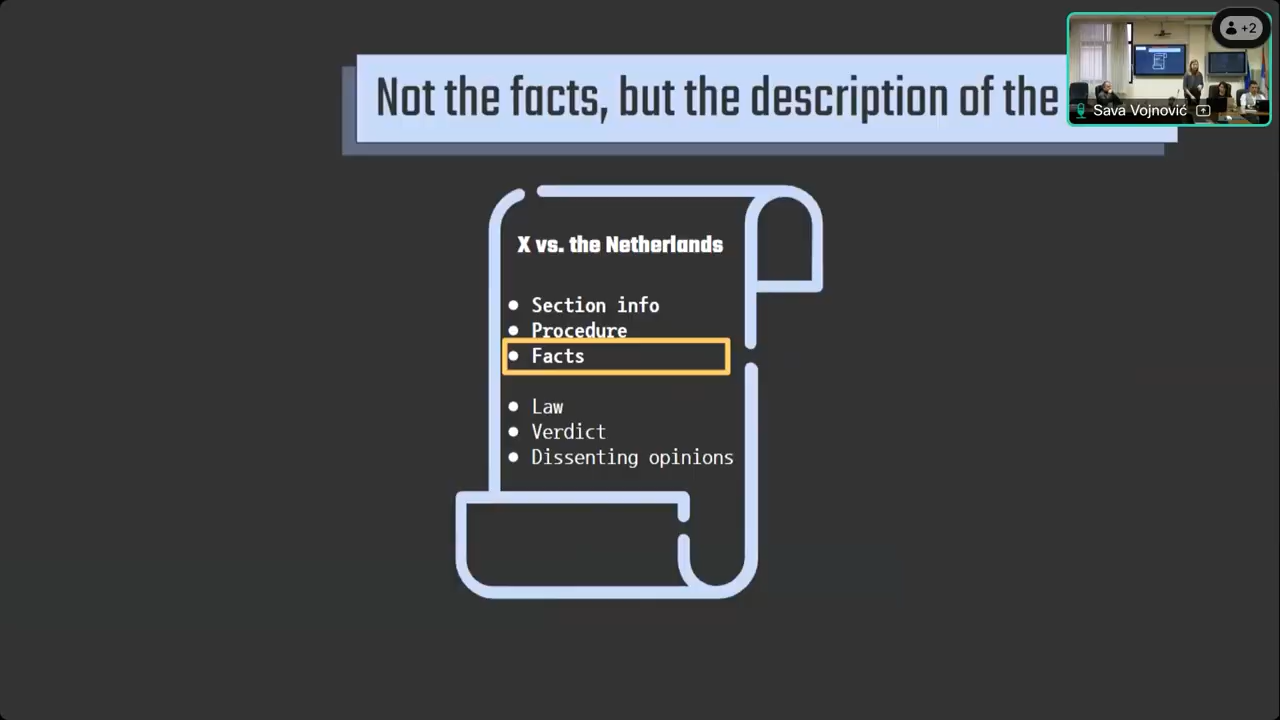 Not the facts, but the description of the
+2
Sava Vojnović
X vs. the Netherlands
Section info
Procedure
Facts
Law
Verdict
Dissenting opinions